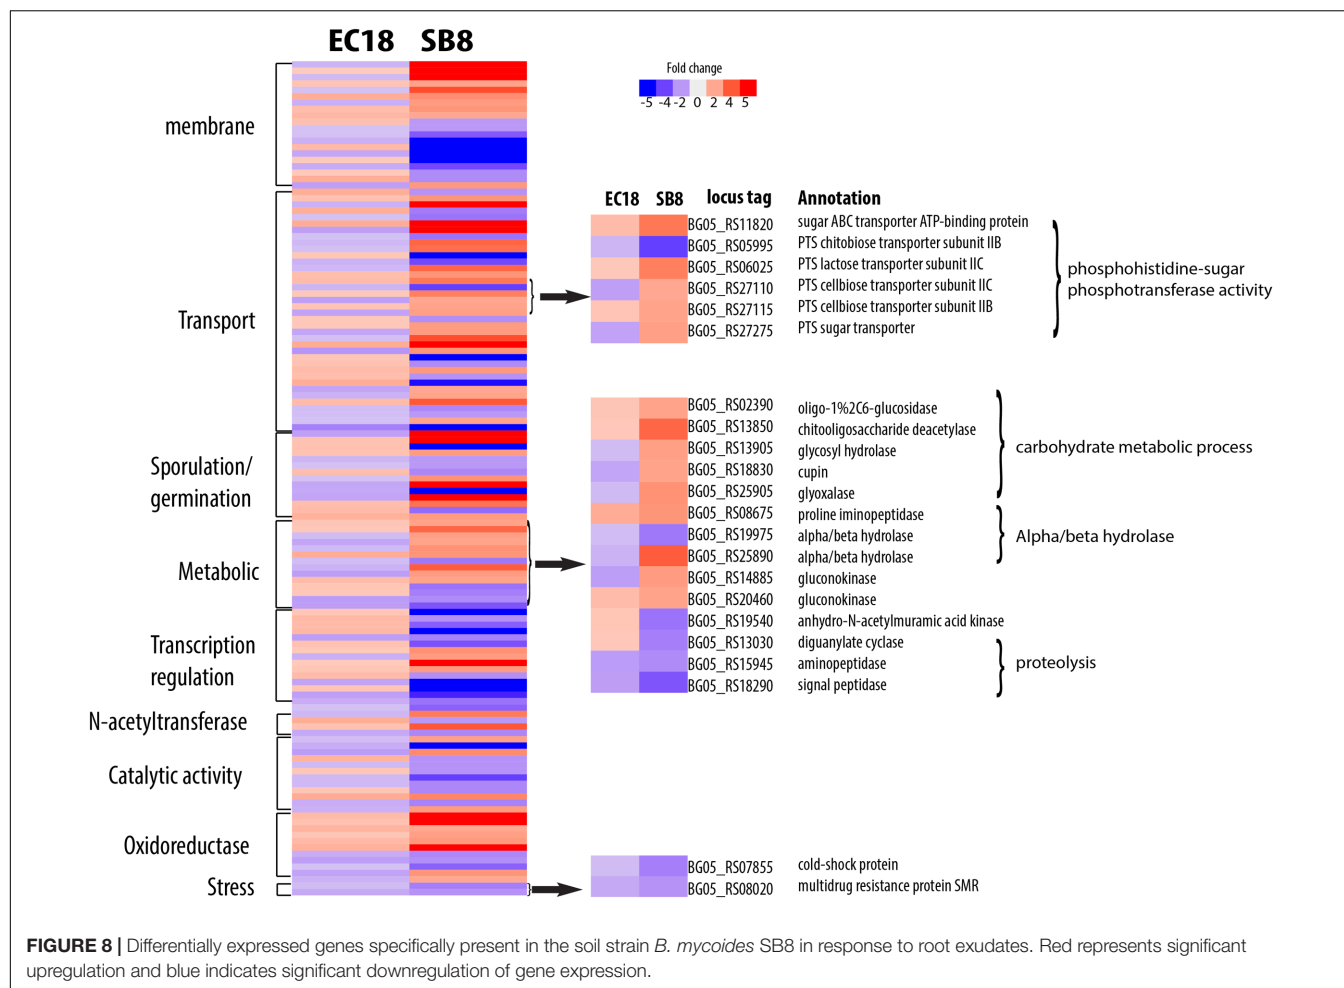 EC18 SB8
Fold change
-5 -4 -2 0 2 4 5
membrane
Transport
Sporulation/
germination
Metabolic
Transcription
regulation
N-acetyltransferase
Catalytic activity
Oxidoreductase
Stress
EC18 SB8 locus tag Annotation
BG05_RS11820 sugar ABC transporter ATP-binding protein
BG05_RS05995 PTS chitobiose transporter subunit IIB
BG05_RS06025 PTS lactose transporter subunit IIC
BG05_RS27110 PTS cellbiose transporter subunit IIC
BG05_RS27115 PTS cellbiose transporter subunit IIB
BG05_RS27275 PTS sugar transporter
phosphohistidine-sugar
phosphotransferase activity
BG05_RS02390 oligo-1%2C6-glucosidase
BG05_RS13850 chitooligosaccharide deacetylase
BG05_RS13905 glycosyl hydrolase
BG05_RS18830 cupin
BG05_RS25905 glyoxalase
BG05_RS08675 proline iminopeptidase
BG05_RS19975 alpha/beta hydrolase
BG05_RS25890 alpha/beta hydrolase
BG05_RS14885 gluconokinase
BG05_RS20460 gluconokinase
BG05_RS19540 anhydro-N-acetylmuramic acid kinase
BG05_RS13030 diguanylate cyclase
BG05_RS15945 aminopeptidase
BG05_RS18290 signal peptidase
carbohydrate metabolic process
Alpha/beta hydrolase
proteolysis
BG05_RS07855 cold-shock protein
BG05_RS08020 multidrug resistance protein SMR
FIGURE 8 | Differentially expressed genes specifically present in the soil strain B. mycoides SB8 in response to root exudates. Red represents significant
upregulation and blue indicates significant downregulation of gene expression.